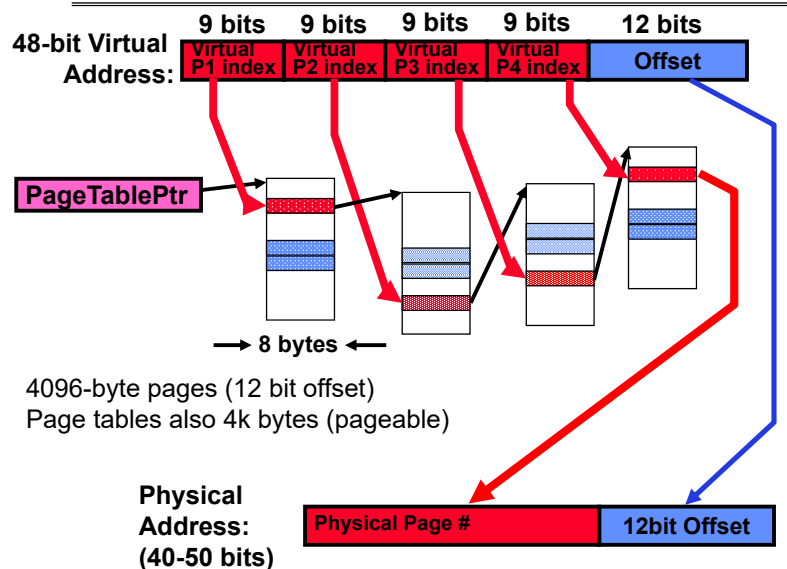 9 bits 9 bits 9 bits 9 bits 12 bits
48-bit Virtual
Address:
Virtual
P1 index
Virtual
P2 index
Virtual
P3 index
Virtual
P4 index
Offset
PageTablePtr
8 bytes
4096-byte pages (12 bit offset)
Page tables also 4k bytes (pageable)
Physical
Address:
(40-50 bits)
Physical Page #
12bit Offset